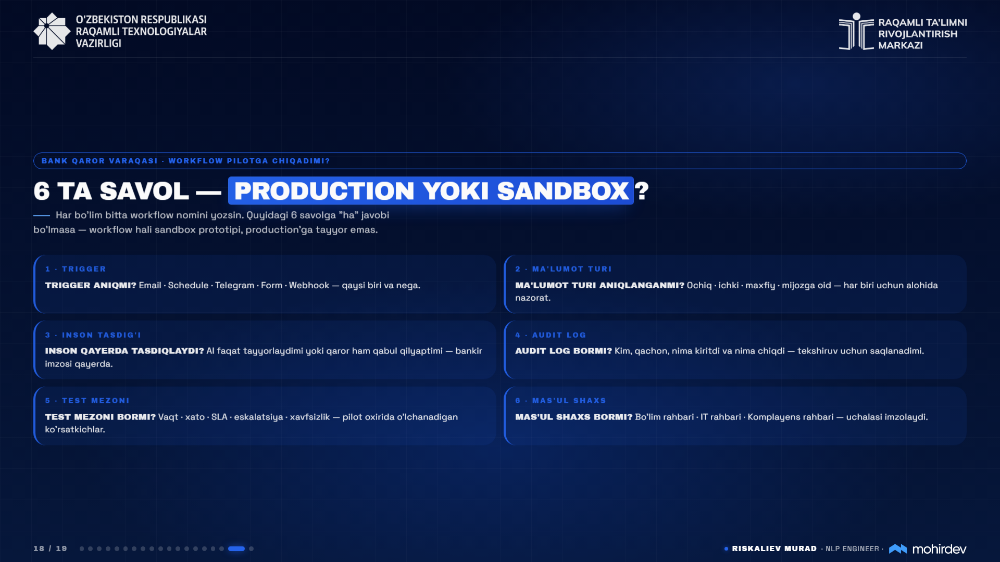 O'ZBEKISTON RESPUBLIKASI
RAQAMLI TEXNOLOGIYALAR
VAZIRLIGI
RAQAMLI TA'LIMNI
RIVOJLANTIRISH
MARKAZI
BANK QAROR VARAQASI · WORKFLOW PILOTGA CHIQADIMI?
6 TA SAVOL — PRODUCTION YOKI SANDBOX?
Har bo'lim bitta workflow nomini yozsin. Quyidagi 6 savolga "ha" javobi
bo'lmasa — workflow hali sandbox prototipi, production'ga tayyor emas.
1 · TRIGGER
TRIGGER ANIQMI? Email · Schedule · Telegram · Form · Webhook — qaysi biri va nega.
2 · MA'LUMOT TURI
MA'LUMOT TURI ANIQLANGANMI? Ochiq · ichki · maxfiy · mijozga oid — har biri uchun alohida
nazorat.
3 · INSON TASDIG'I
INSON QAYERDA TASDIQLAYDI? AI faqat tayyorlaydimi yoki qaror ham qabul qilyaptimi — bankir
imzosi qayerda.
4 · AUDIT LOG
AUDIT LOG BORMI? Kim, qachon, nima kiritdi va nima chiqdi — tekshiruv uchun saqlanadimi.
5 · TEST MEZONI
TEST MEZONI BORMI? Vaqt · xato · SLA · eskalatsiya · xavfsizlik — pilot oxirida o'lchanadigan
ko'rsatkichlar.
6 · MAS'UL SHAXS
MAS'UL SHAXS BORMI? Bo'lim rahbari · IT rahbari · Komplayens rahbari — uchalasi imzolaydi.
18 / 19
RISKALIEV MURAD · NLP ENGINEER · mohirdev